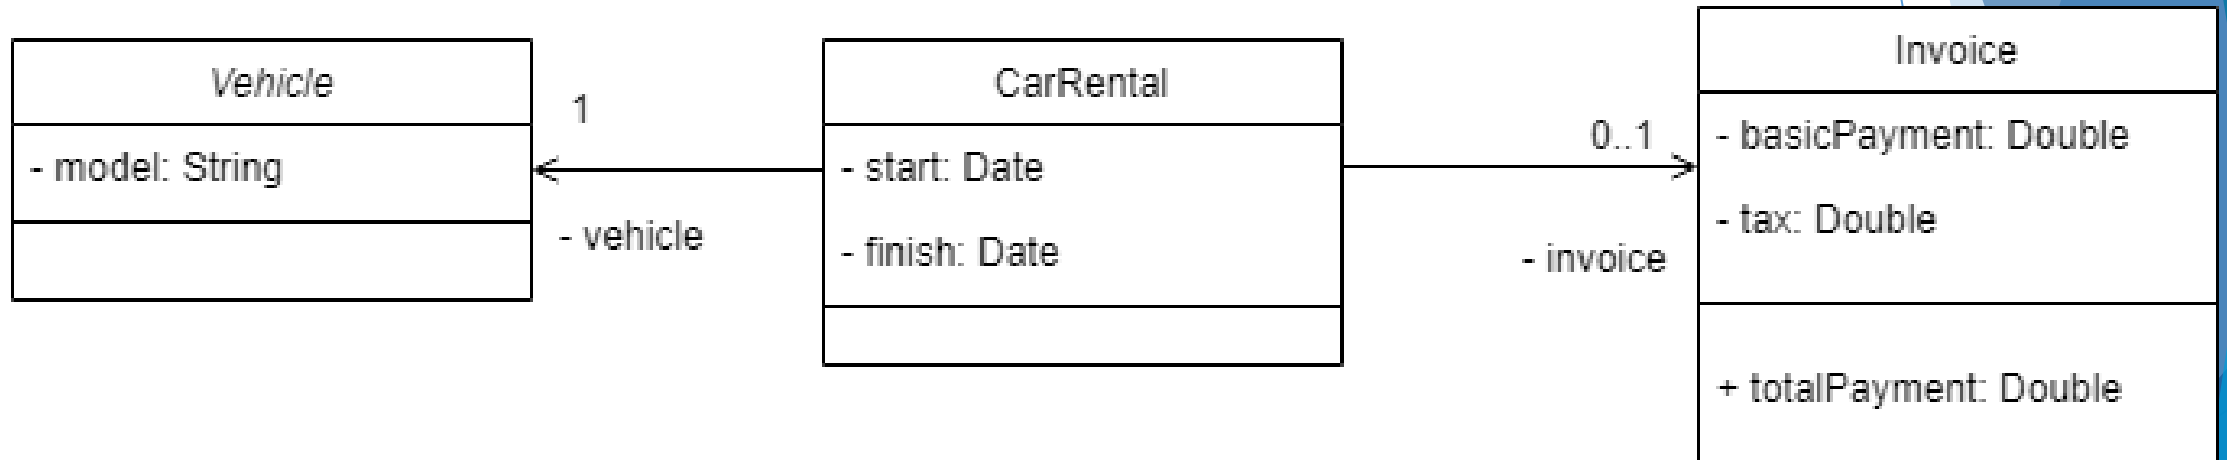 Vehicle
- model: String
1
- vehicle
CarRental
- start: Date
- finish: Date
0..1
- invoice
Invoice
- basicPayment: Double
- tax: Double
+ totalPayment: Double